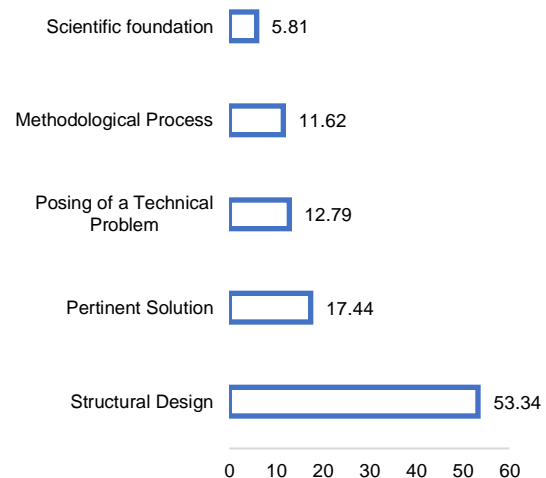 Scientific foundation 5.81
Methodological Process 11.62
Posing of a Technical
Problem 12.79
Pertinent Solution 17.44
Structural Design 53.34
0 10 20 30 40 50 60